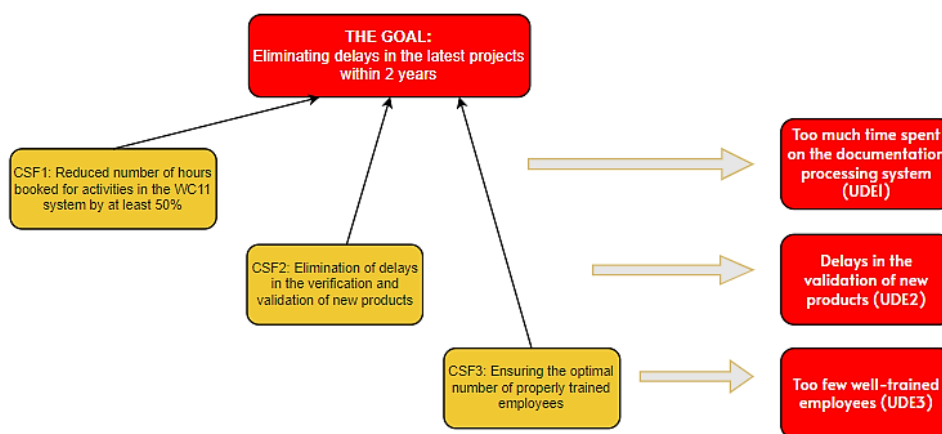 THE GOAL:
Eliminating delays in the latest projects
within 2 years
CSF1: Reduced number of hours
booked for activities in the WC11
system by at least 50%
Too much time spent
on the documentation
processing system
(UDE1)
CSF2: Elimination of delays
in the verification and
validation of new products
Delays in the
validation of new
products (UDE2)
CSF3: Ensuring the optimal
number of properly trained
employees
Too few well-trained
employees (UDE3)